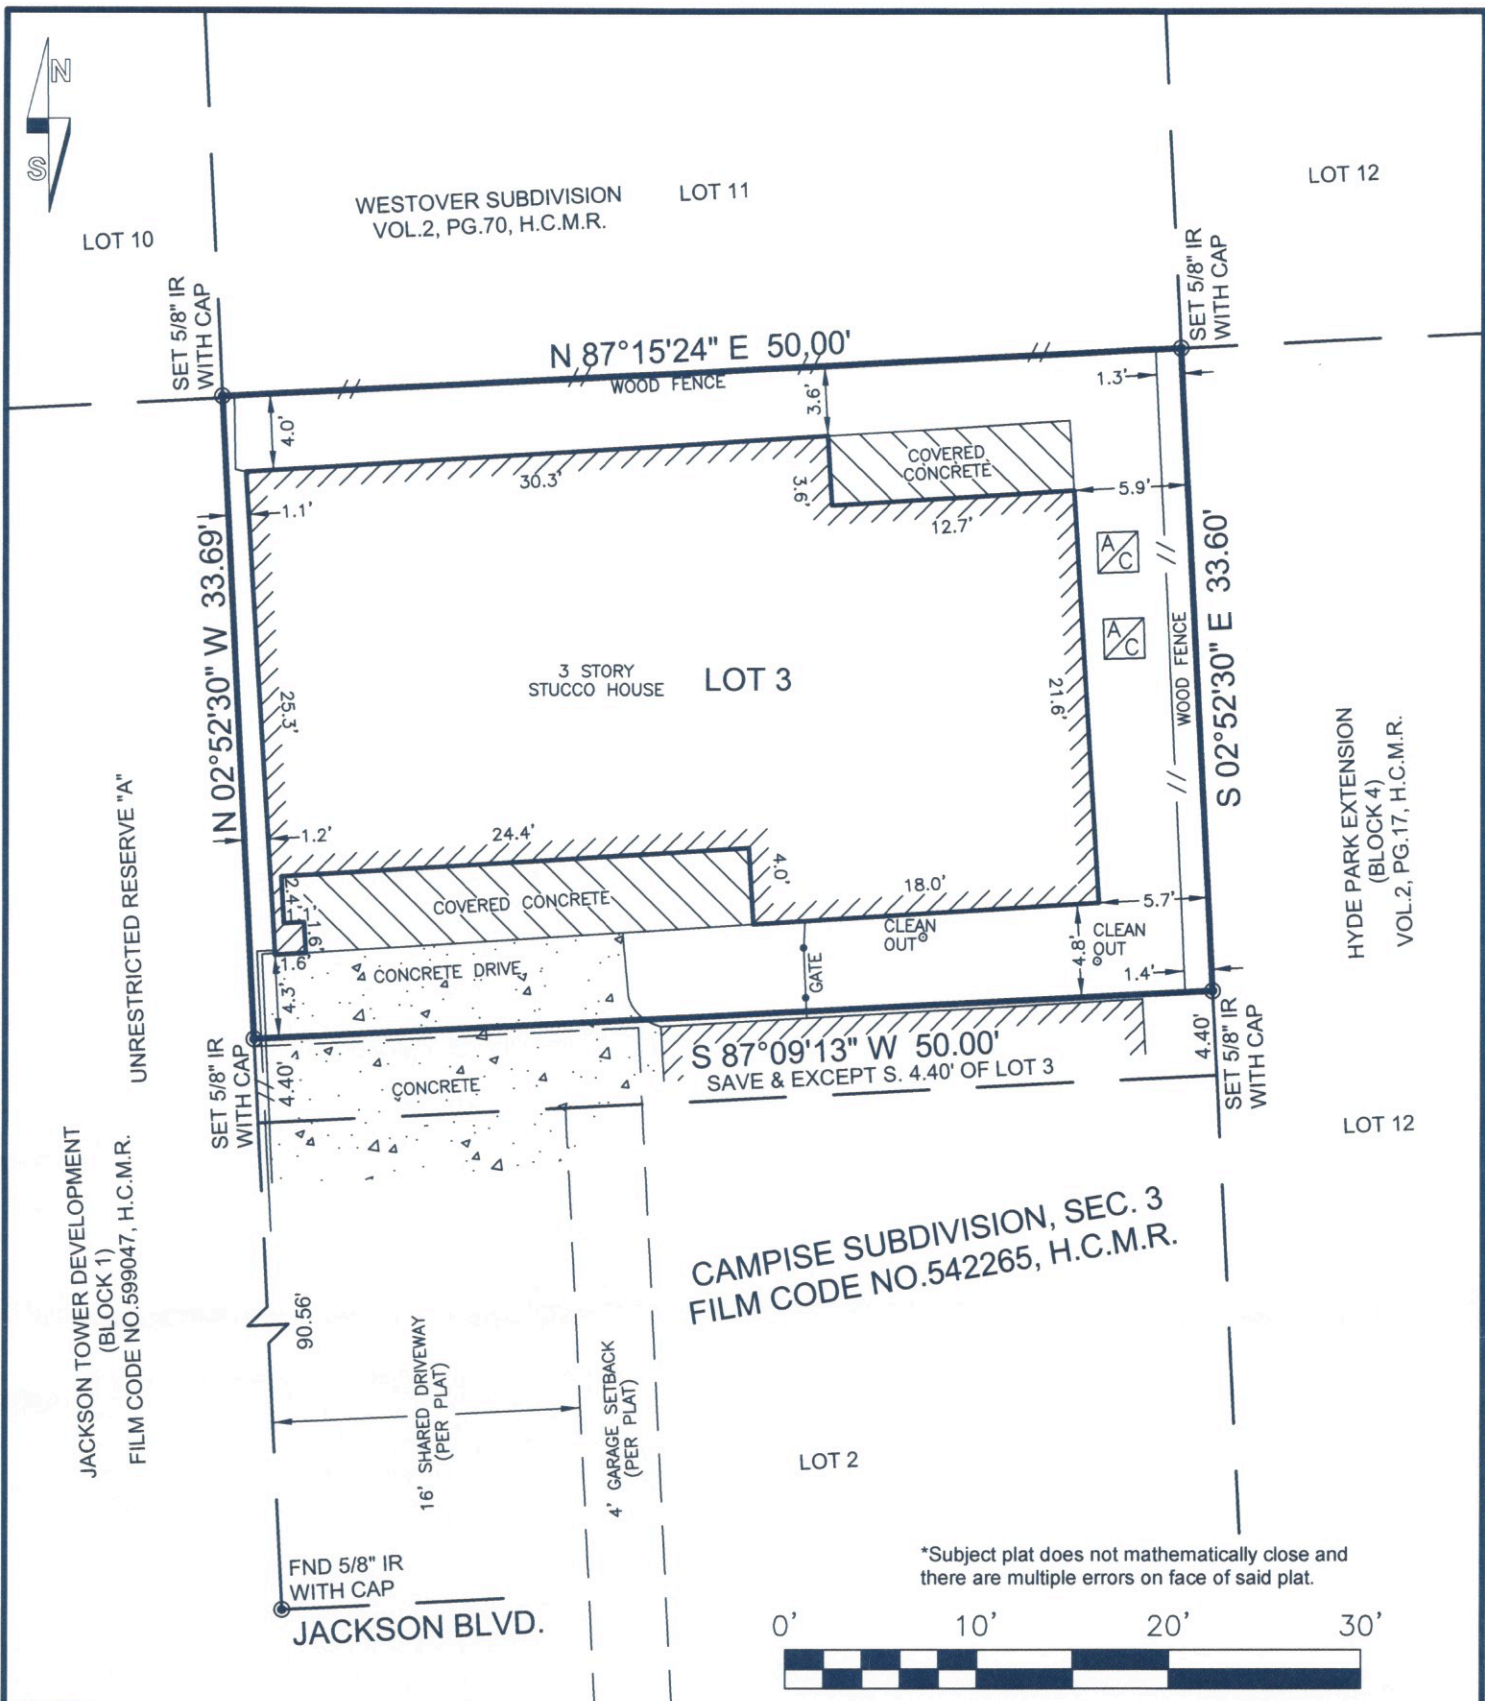 N
S
LOT 10
WESTOVER SUBDIVISION
VOL.2, PG.70, H.C.M.R.
LOT 11
LOT 12
SET 5/8" IR
WITH CAP
SET 5/8" IR
WITH CAP
N 87°15'24" E 50.00'
WOOD FENCE
1.3'
4.0'
3.6'
COVERED
CONCRETE
30.3'
3.6'
5.9'
12.7'
1.1'
A/C
A/C
N 02°52'30" W 33.69'
S 02°52'30" E 33.60'
WOOD FENCE
3 STORY
STUCCO HOUSE
LOT 3
25.3'
21.6'
1.2'
24.4'
4.0'
18.0'
5.7'
2.4'
1.1'
1.6'
1.6'
COVERED CONCRETE
CLEAN
OUT
CLEAN
OUT
4.8'
1.4'
GATE
CONCRETE DRIVE
4.3'
S 87°09'13" W 50.00'
SAVE & EXCEPT S. 4.40' OF LOT 3
4.40'
SET 5/8" IR
WITH CAP
SET 5/8" IR
WITH CAP
4.40'
CONCRETE
UNRESTRICTED RESERVE "A"
JACKSON TOWER DEVELOPMENT
(BLOCK 1)
FILM CODE NO.599047, H.C.M.R.
HYDE PARK EXTENSION
(BLOCK 4)
VOL.2, PG.17, H.C.M.R.
LOT 12
CAMPISE SUBDIVISION, SEC. 3
FILM CODE NO.542265, H.C.M.R.
90.56'
16' SHARED DRIVEWAY
(PER PLAT)
4' GARAGE SETBACK
(PER PLAT)
LOT 2
FND 5/8" IR
WITH CAP
JACKSON BLVD.
*Subject plat does not mathematically close and
there are multiple errors on face of said plat.
0' 10' 20' 30'